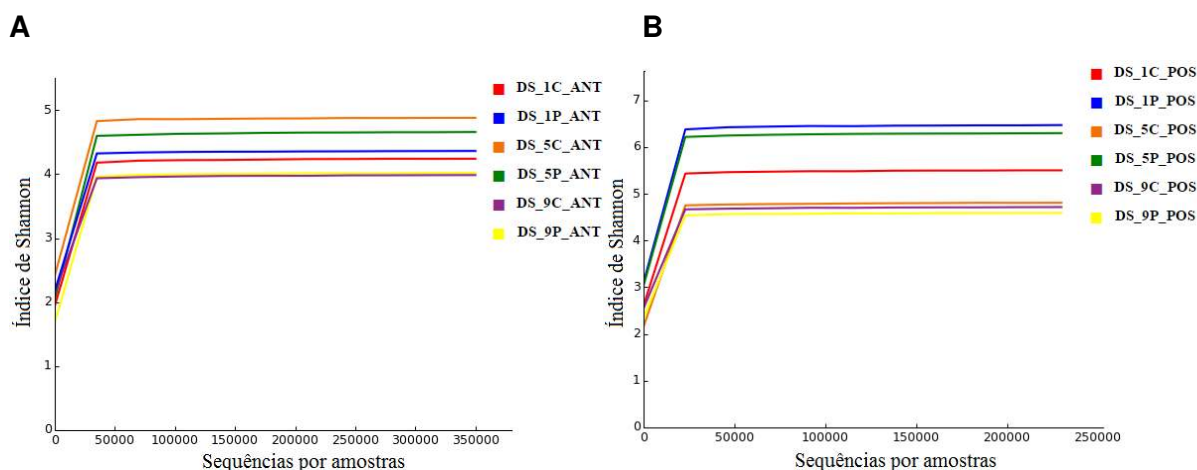 A
B
DS_1C_ANT
DS_1P_ANT
DS_5C_ANT
DS_5P_ANT
DS_9C_ANT
DS_9P_ANT
Índice de Shannon
5
4
3
2
1
0
0 50000 100000 150000 200000 250000 300000 350000
Sequências por amostras
DS_1C_POS
DS_1P_POS
DS_5C_POS
DS_5P_POS
DS_9C_POS
DS_9P_POS
Índice de Shannon
7
6
5
4
3
2
1
0
0 50000 100000 150000 200000 250000
Sequências por amostras